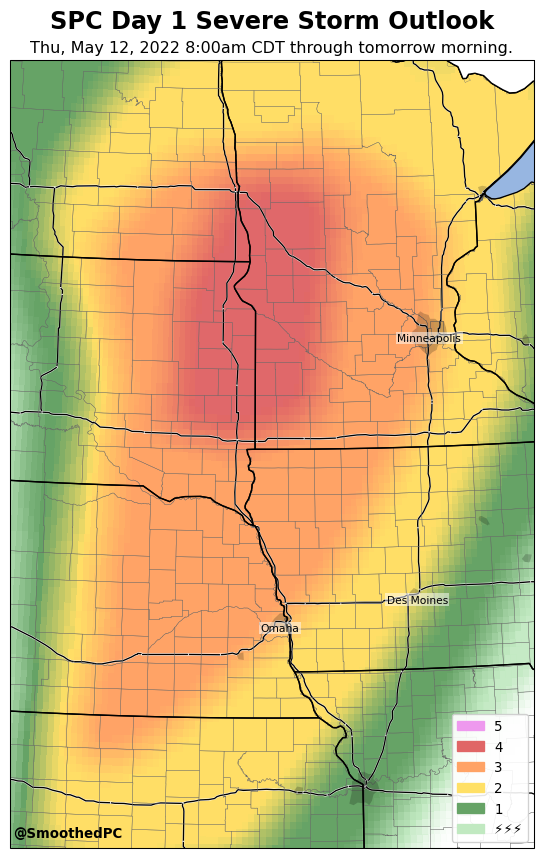 SPC Day 1 Severe Storm Outlook
Thu, May 12, 2022 8:00am CDT through tomorrow morning.
Minneapolis
Des Moines
Omaha
5
4
3
2
1
⚡⚡⚡
@SmoothedPC